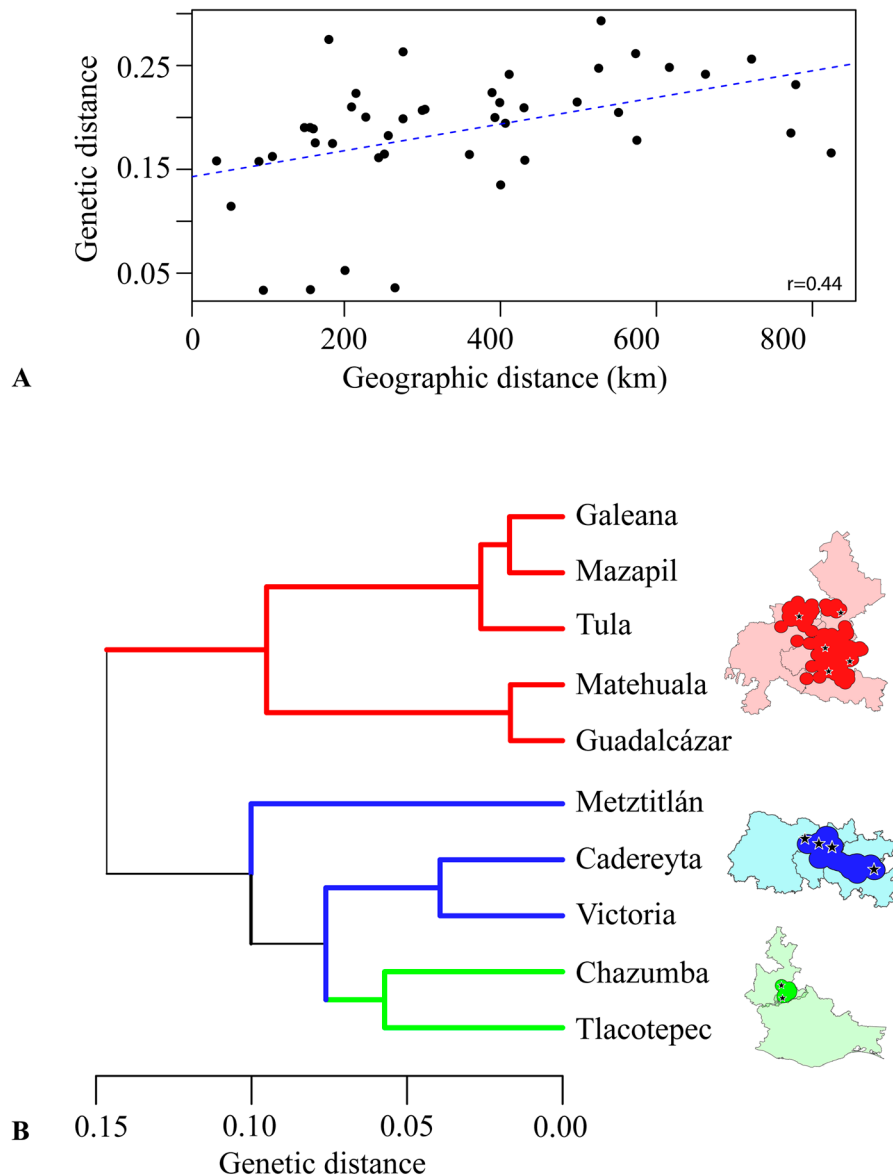 Genetic distance
0.25
0.15
0.05
r=0.44
0 200 400 600 800
Geographic distance (km)
A
Galeana
Mazapil
Tula
Matehuala
Guadalcázar
Metztitlán
Cadereyta
Victoria
Chazumba
Tlacotepec
0.15 0.10 0.05 0.00
B
Genetic distance